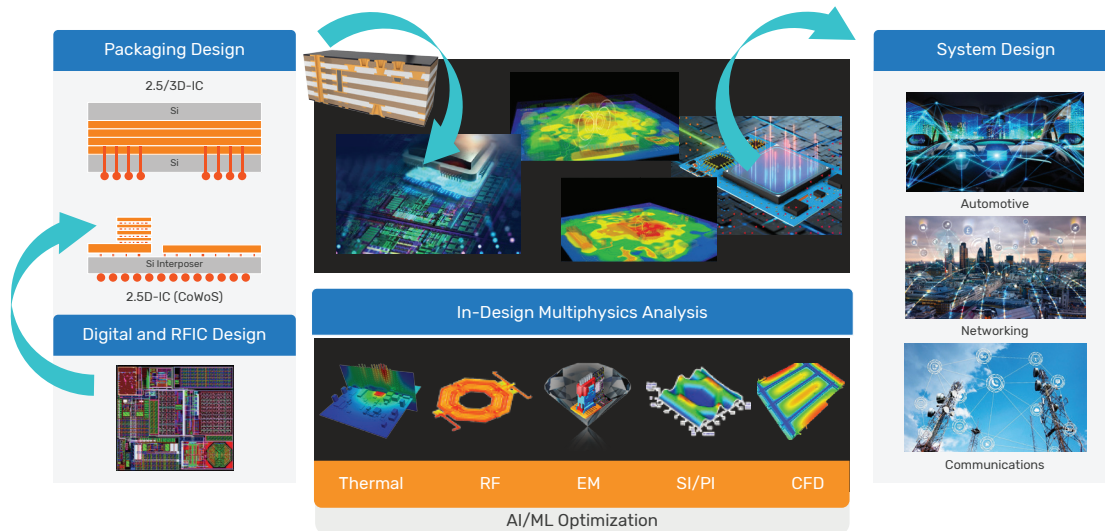 Packaging Design
2.5/3D-IC
Si
Si
Si Interposer
2.5D-IC (CoWoS)
Digital and RFIC Design
In-Design Multiphysics Analysis
Thermal
RF
EM
SI/PI
CFD
AI/ML Optimization
System Design
Automotive
Networking
Communications